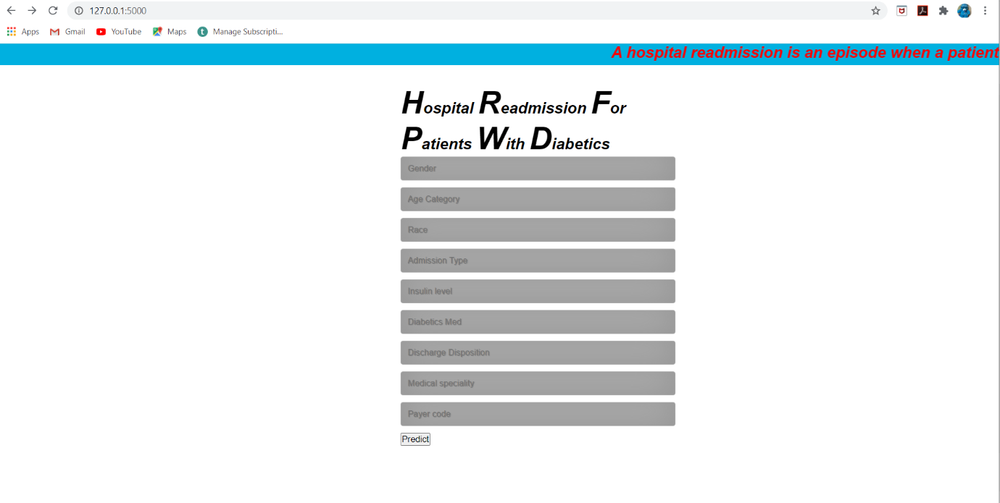 127.0.0.1:5000
Apps Gmail YouTube Maps t Manage Subscripti...
A hospital readmission is an episode when a patient
Hospital Readmission For
Patients With Diabetics
Gender
Age Category
Race
Admission Type
Insulin level
Diabetics Med
Discharge Disposition
Medical speciality
Payer code
Predict